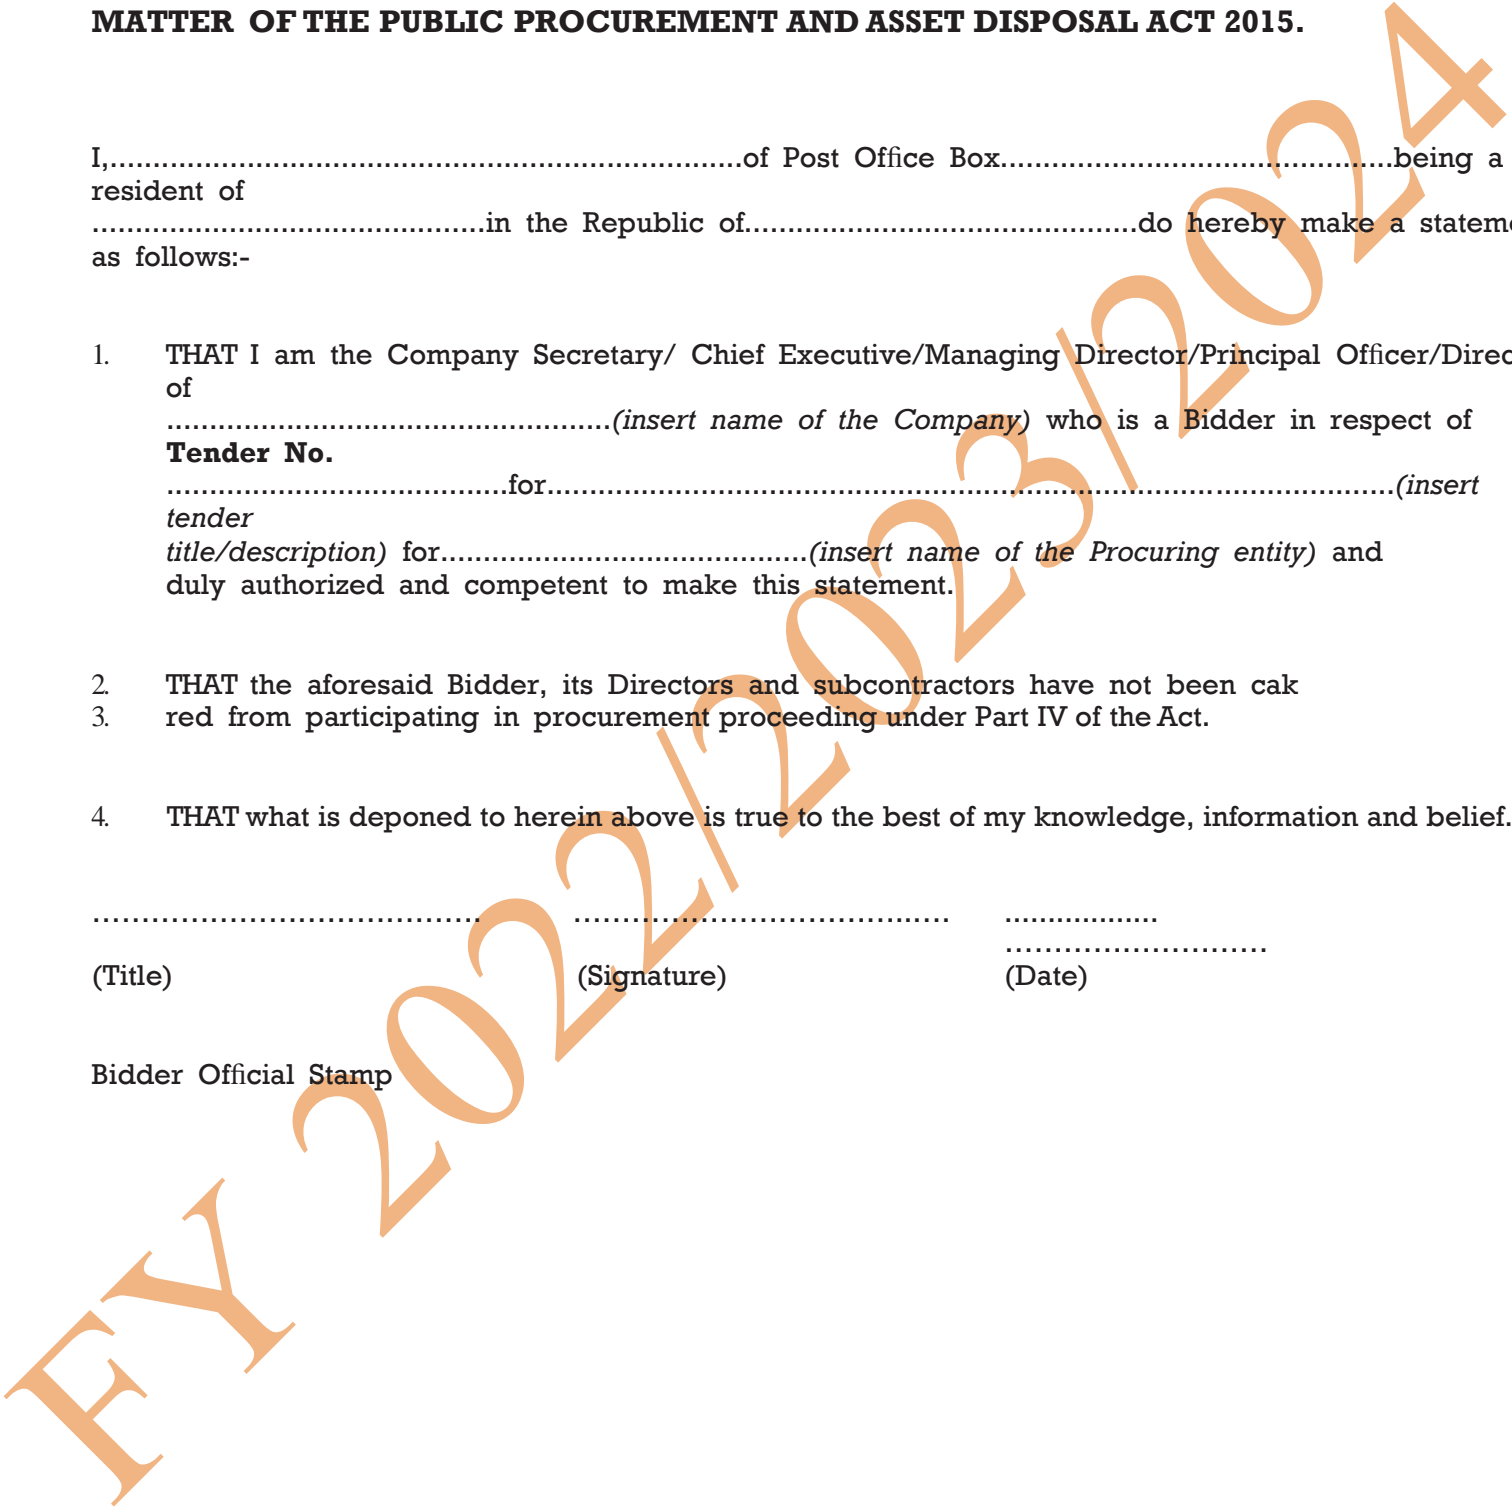 MATTER OF THE PUBLIC PROCUREMENT AND ASSET DISPOSAL ACT 2015.
I,..........................................................................of Post Office Box..............................................being a
resident of
..............................................in the Republic of..............................................do hereby make a
as follows:-
1. THAT I am the Company Secretary/ Chief Executive/Managing Director/Principal Officer/
of
....................................................(insert name of the Company) who is a Bidder in respect of
Tender No.
........................................for...................................................................................................(insert
tender
title/description) for...........................................(insert name of the Procuring entity) and
duly authorized and competent to make this statement.
2. THAT the aforesaid Bidder, its Directors and subcontractors have not been cak
3. red from participating in procurement proceeding under Part IV of the Act.
4. THAT what is deponed to herein above is true to the best of my knowledge, information and belief.
........................................ ........................................ ..................
...........................
(Title) (Signature) (Date)
Bidder Official Stamp
FY 2022/2023/2024